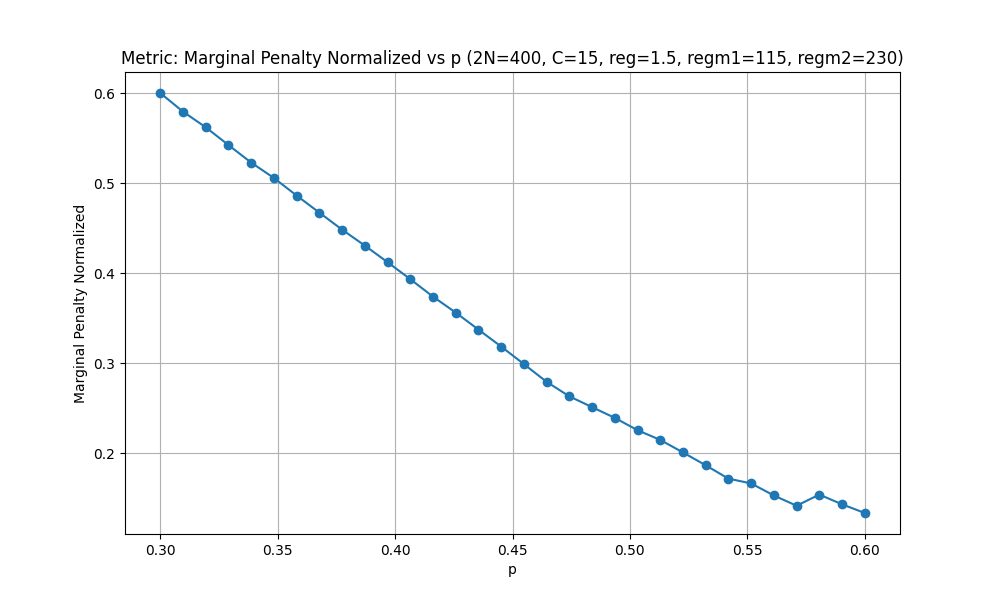 Metric: Marginal Penalty Normalized vs p (2N=400, C=15, reg=1.5, regm1=115, regm2=230)
Marginal Penalty Normalized
0.6
0.5
0.4
0.3
0.2
0.30 0.35 0.40 0.45 0.50 0.55 0.60
p